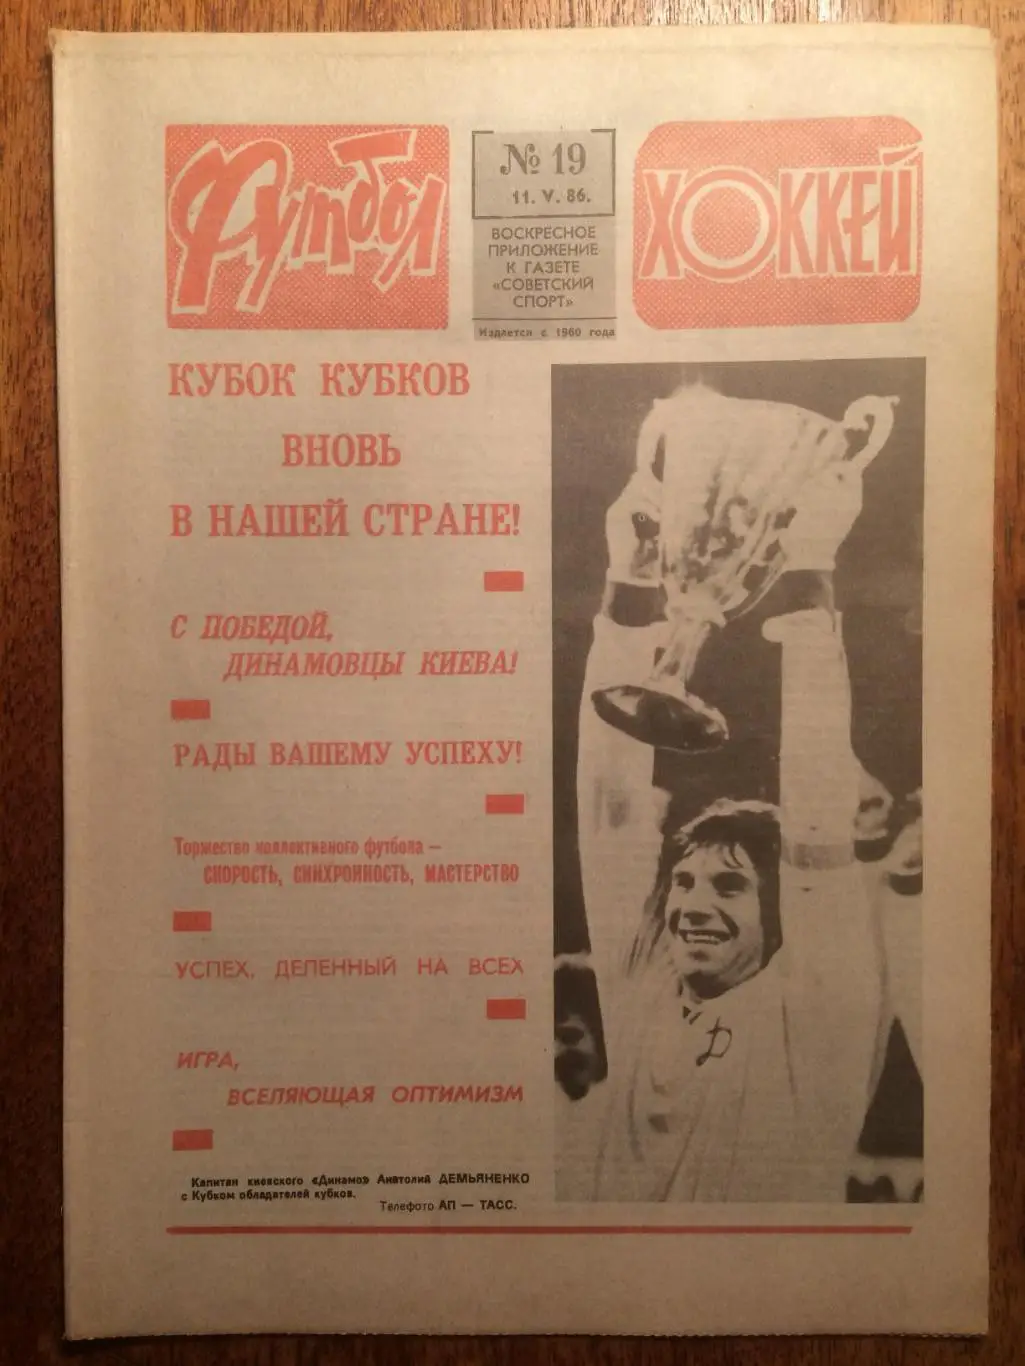 Футбол
№ 19
11. V. 86.
ВОСКРЕСНОЕ
ПРИЛОЖЕНИЕ
К ГАЗЕТЕ
«СОВЕТСКИЙ
СПОРТ»
Издается с 1960 года
ХОККЕЙ
КУБОК КУБКОВ
ВНОВЬ
В НАШЕЙ СТРАНЕ!
С ПОБЕДОЙ,
ДИНАМОВЦЫ КИЕВА!
РАДЫ ВАШЕМУ УСПЕХУ!
Торжество коллективного футбола —
СКОРОСТЬ, СИНХРОННОСТЬ, МАСТЕРСТВО
УСПЕХ, ДЕЛЕННЫЙ НА ВСЕХ
ИГРА,
ВСЕЛЯЮЩАЯ ОПТИМИЗМ
Капитан киевского «Динамо» Анатолий ДЕМЬЯНЕНКО
с Кубком обладателей кубков.
Телефото АП — ТАСС.
Д